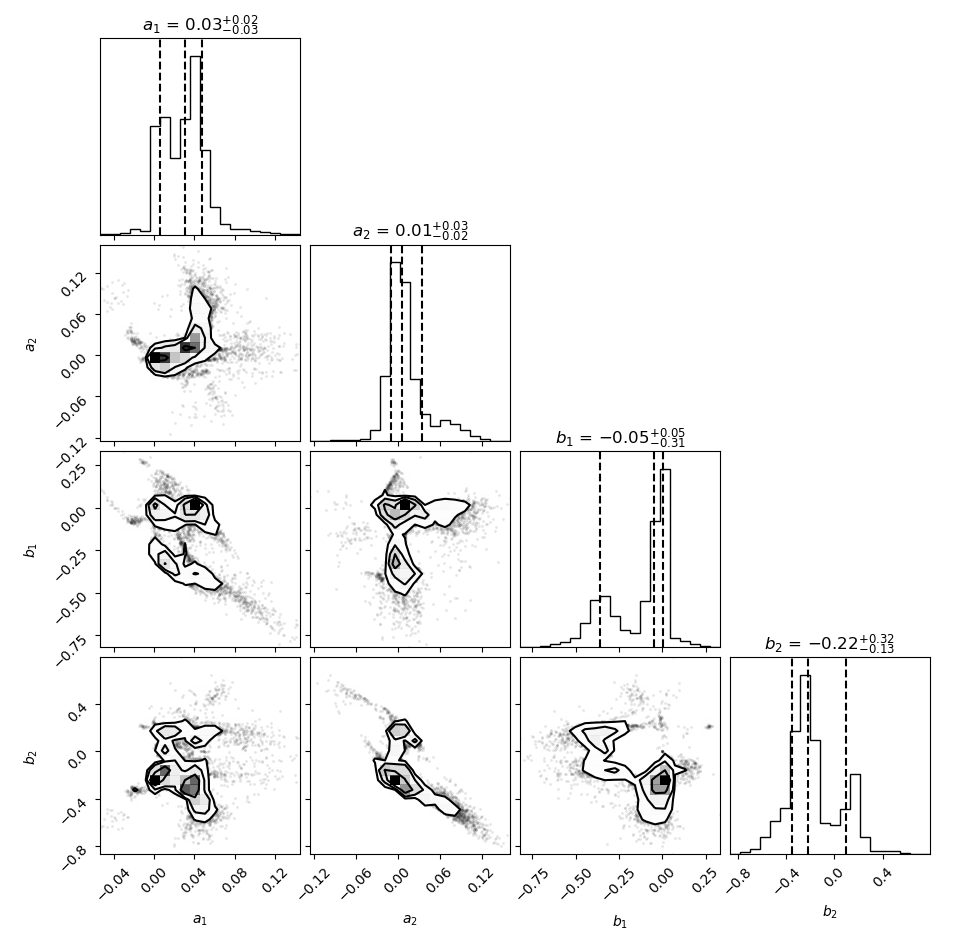 a₁ = 0.03⁺⁰·⁰²₋₀.₀₃
a₂ = 0.01⁺⁰·⁰³₋₀.₀₂
0.12
0.06
0.00
−0.06
−0.12
a₂
b₁ = −0.05⁺⁰·⁰⁵₋₀.₃₁
0.25
0.00
−0.25
−0.50
−0.75
b₁
b₂ = −0.22⁺⁰·³²₋₀.₁₃
0.4
0.0
−0.4
−0.8
b₂
−0.04 0.00 0.04 0.08 0.12
a₁
−0.12 −0.06 0.00 0.06 0.12
a₂
−0.75 −0.50 −0.25 0.00 0.25
b₁
−0.8 −0.4 0.0 0.4
b₂